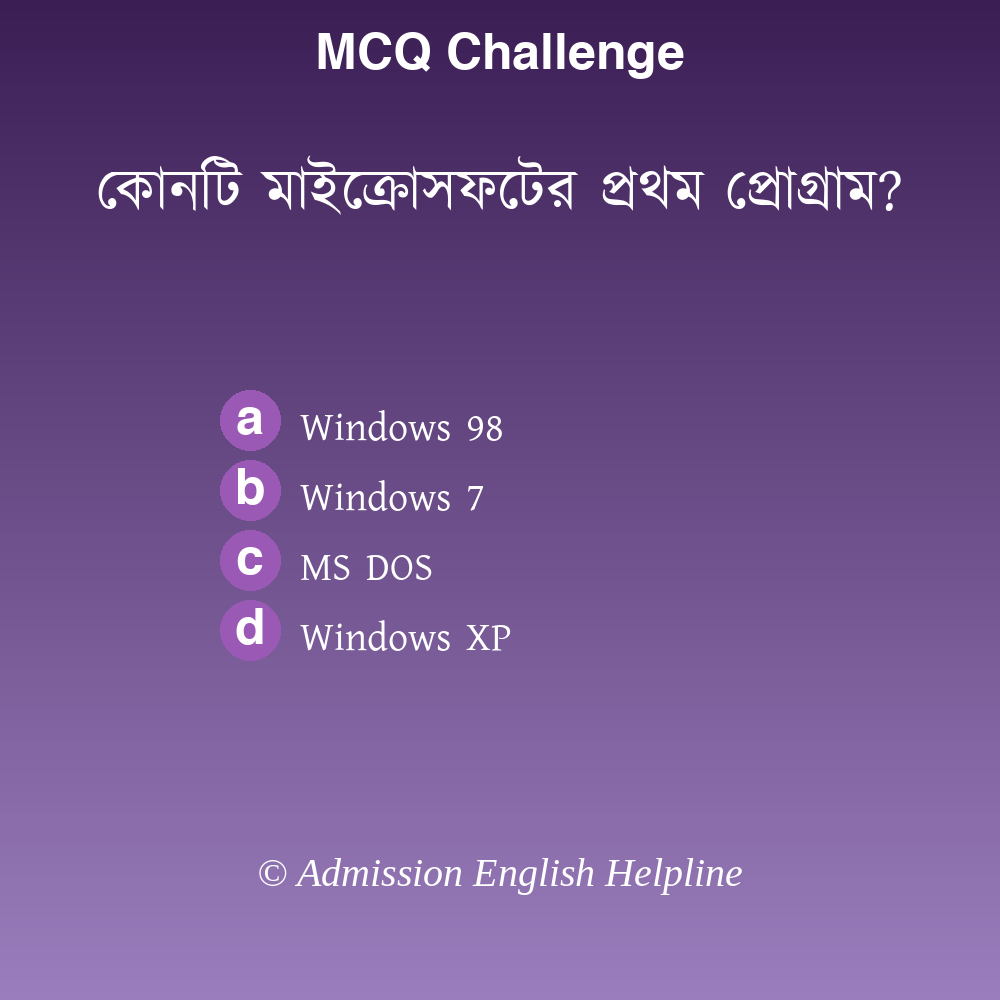 MCQ Challenge
কোনটি মাইক্রোসফটের প্রথম প্রোগ্রাম?
a Windows 98
b Windows 7
c MS DOS
d Windows XP
© Admission English Helpline